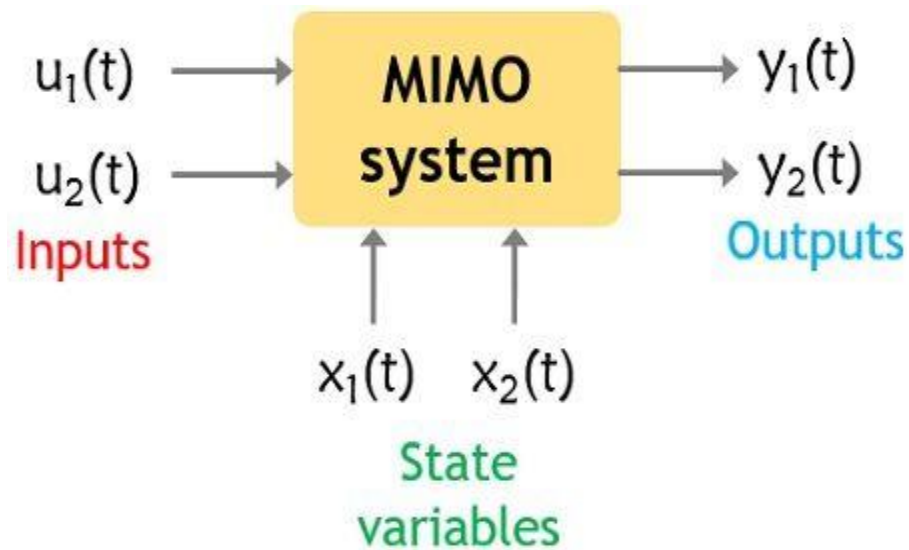 u₁(t)
MIMO
system
y₁(t)
u₂(t)
y₂(t)
Inputs
Outputs
x₁(t) x₂(t)
State
variables